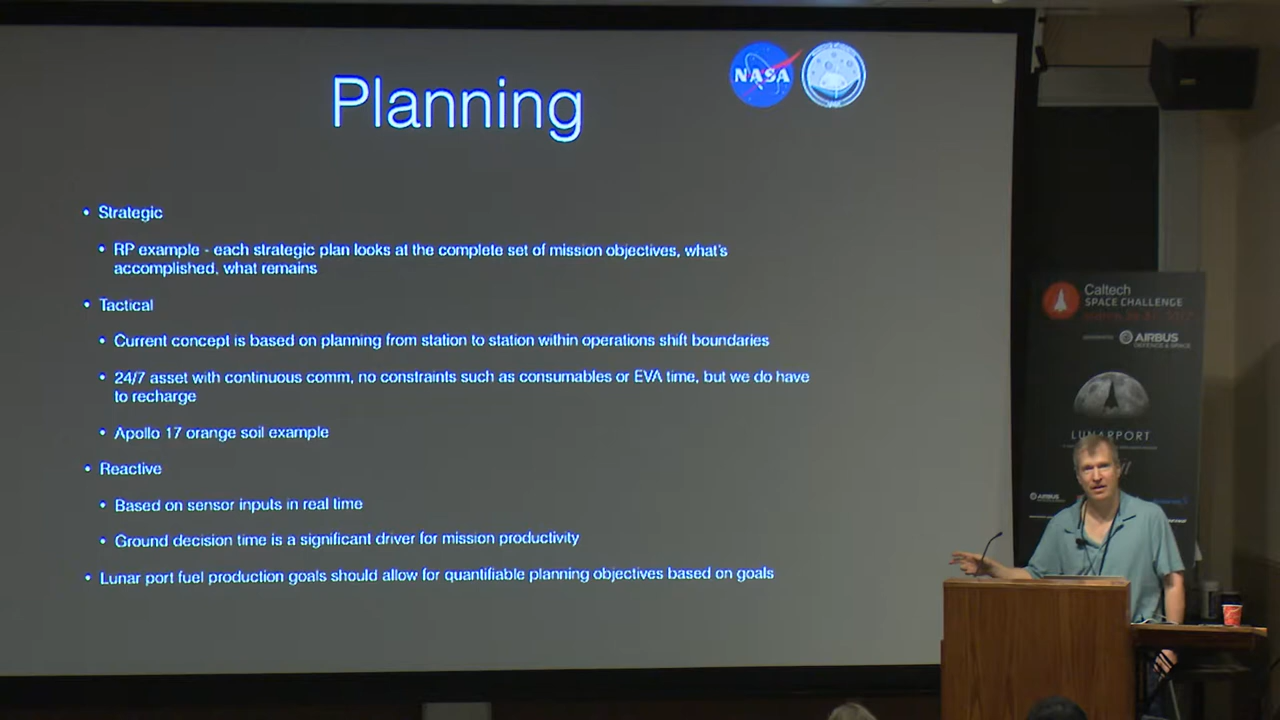 Planning
NASA
• Strategic
• RP example - each strategic plan looks at the complete set of mission objectives, what's
accomplished, what remains
• Tactical
• Current concept is based on planning from station to station within operations shift boundaries
• 24/7 asset with continuous comm, no constraints such as consumables or EVA time, but we do have
to recharge
• Apollo 17 orange soil example
• Reactive
• Based on sensor inputs in real time
• Ground decision time is a significant driver for mission productivity
• Lunar port fuel production goals should allow for quantifiable planning objectives based on goals
Caltech
SPACE CHALLENGE
AIRBUS
DEFENCE & SPACE
LUNARPORT
AIRBUS